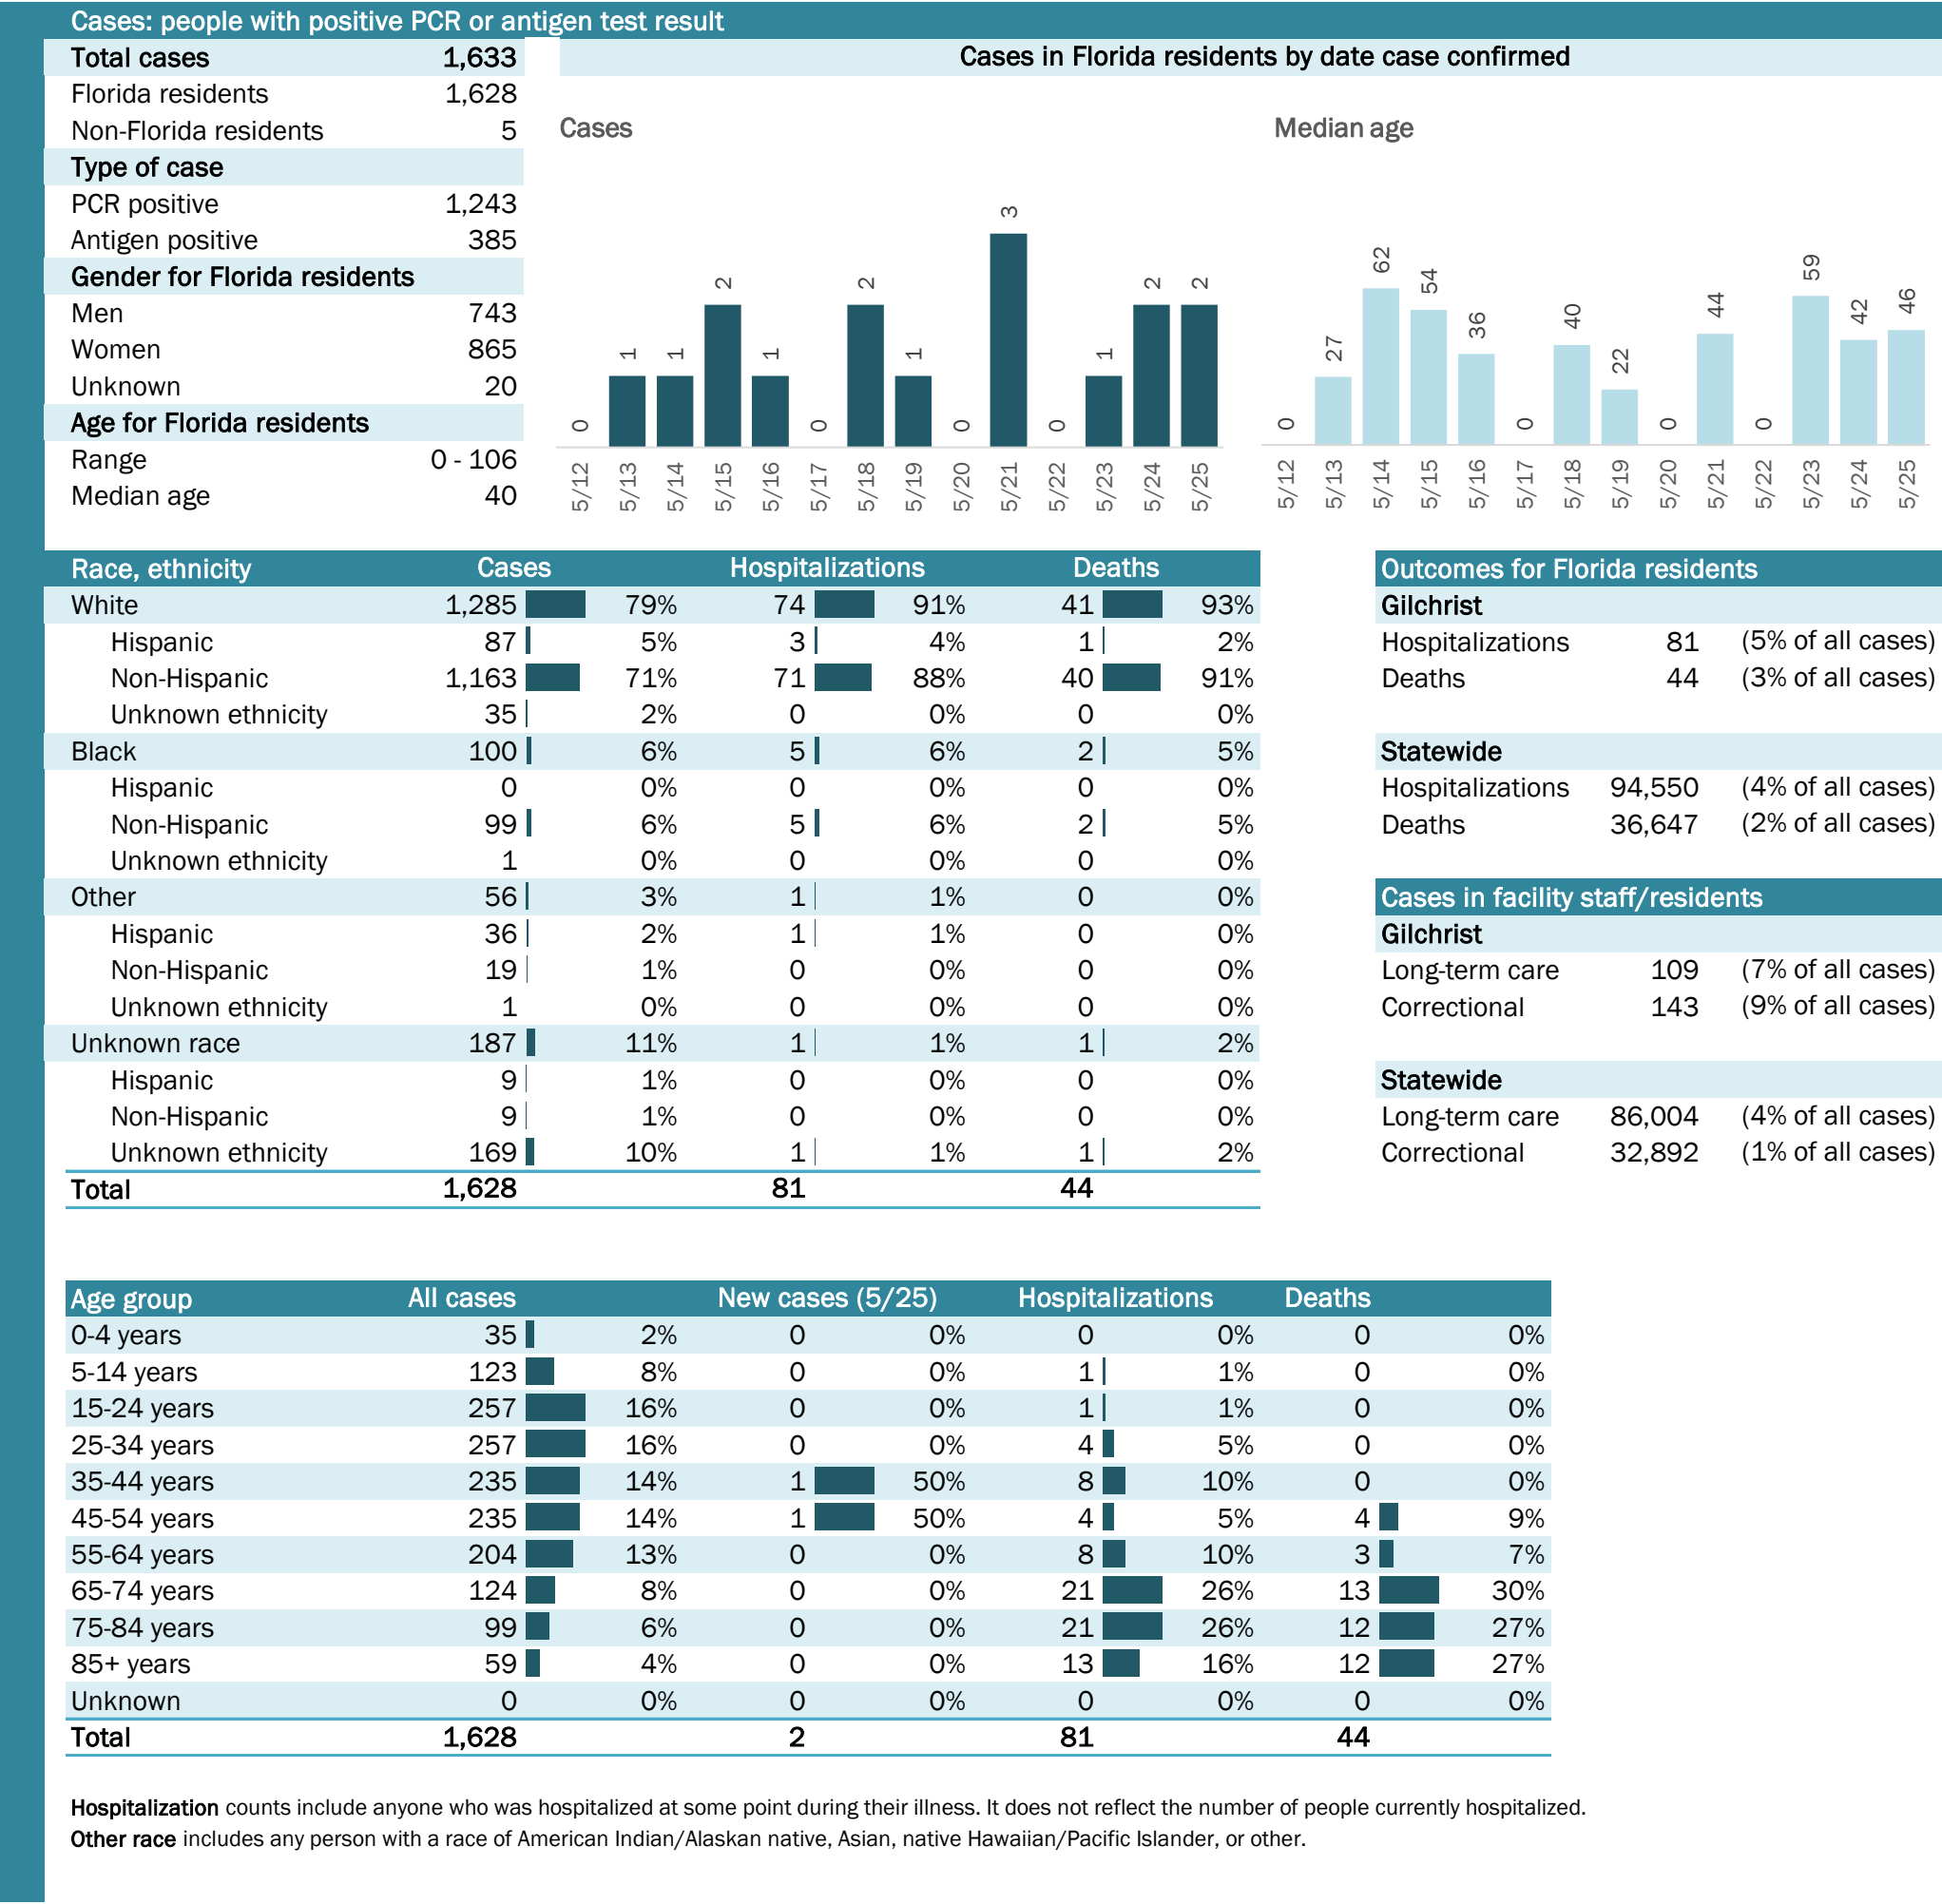 Cases: people with positive PCR or antigen test result
Total cases 1,633
Florida residents 1,628
Non-Florida residents 5
Type of case
PCR positive 1,243
Antigen positive 385
Gender for Florida residents
Men 743
Women 865
Unknown 20
Age for Florida residents
Range 0 - 106
Median age 40
Cases in Florida residents by date case confirmed
Cases
0 1 1 2 1 0 2 1 0 3 0 1 2 2
5/12 5/13 5/14 5/15 5/16 5/17 5/18 5/19 5/20 5/21 5/22 5/23 5/24 5/25
Median age
0 27 62 54 36 0 40 22 0 44 0 59 42 46
5/12 5/13 5/14 5/15 5/16 5/17 5/18 5/19 5/20 5/21 5/22 5/23 5/24 5/25
Race, ethnicity Cases Hospitalizations Deaths
White 1,285 79% 74 91% 41 93%
Hispanic 87 5% 3 4% 1 2%
Non-Hispanic 1,163 71% 71 88% 40 91%
Unknown ethnicity 35 2% 0 0% 0 0%
Black 100 6% 5 6% 2 5%
Hispanic 0 0% 0 0% 0 0%
Non-Hispanic 99 6% 5 6% 2 5%
Unknown ethnicity 1 0% 0 0% 0 0%
Other 56 3% 1 1% 0 0%
Hispanic 36 2% 1 1% 0 0%
Non-Hispanic 19 1% 0 0% 0 0%
Unknown ethnicity 1 0% 0 0% 0 0%
Unknown race 187 11% 1 1% 1 2%
Hispanic 9 1% 0 0% 0 0%
Non-Hispanic 9 1% 0 0% 0 0%
Unknown ethnicity 169 10% 1 1% 1 2%
Total 1,628 81 44
Outcomes for Florida residents
Gilchrist
Hospitalizations 81 (5% of all cases)
Deaths 44 (3% of all cases)
Statewide
Hospitalizations 94,550 (4% of all cases)
Deaths 36,647 (2% of all cases)
Cases in facility staff/residents
Gilchrist
Long-term care 109 (7% of all cases)
Correctional 143 (9% of all cases)
Statewide
Long-term care 86,004 (4% of all cases)
Correctional 32,892 (1% of all cases)
Age group All cases New cases (5/25) Hospitalizations Deaths
0-4 years 35 2% 0 0% 0 0% 0 0%
5-14 years 123 8% 0 0% 1 1% 0 0%
15-24 years 257 16% 0 0% 1 1% 0 0%
25-34 years 257 16% 0 0% 4 5% 0 0%
35-44 years 235 14% 1 50% 8 10% 0 0%
45-54 years 235 14% 1 50% 4 5% 4 9%
55-64 years 204 13% 0 0% 8 10% 3 7%
65-74 years 124 8% 0 0% 21 26% 13 30%
75-84 years 99 6% 0 0% 21 26% 12 27%
85+ years 59 4% 0 0% 13 16% 12 27%
Unknown 0 0% 0 0% 0 0% 0 0%
Total 1,628 2 81 44
Hospitalization counts include anyone who was hospitalized at some point during their illness. It does not reflect the number of people currently hospitalized.
Other race includes any person with a race of American Indian/Alaskan native, Asian, native Hawaiian/Pacific Islander, or other.